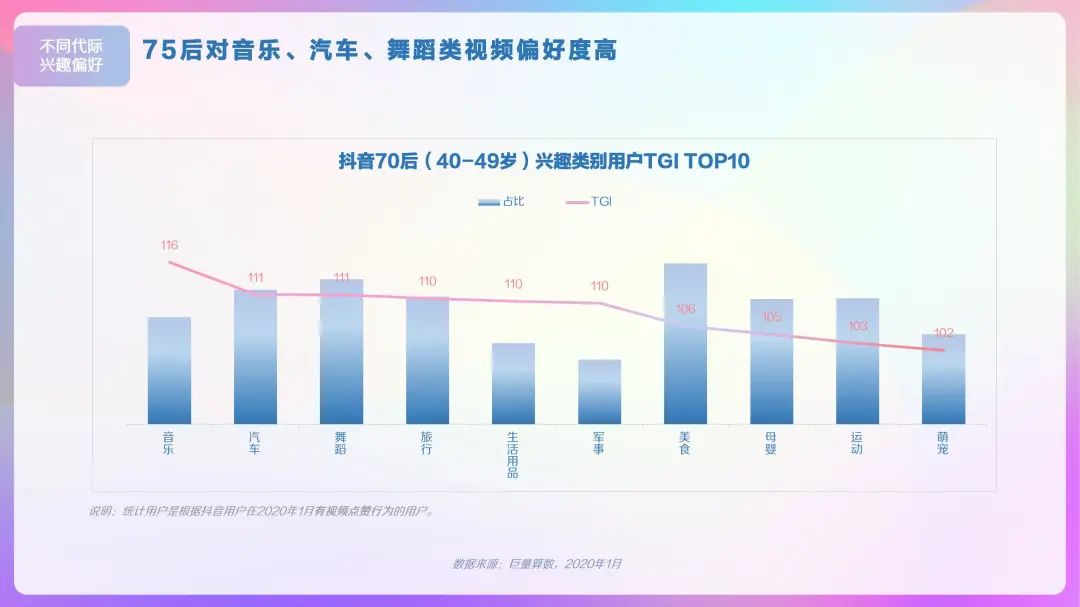 不同代际
兴趣偏好
75后对音乐、汽车、舞蹈类视频偏好度高
抖音70后（40-49岁）兴趣类别用户TGI TOP10
占比 TGI
116
111
111
110
110
110
106
105
103
102
音乐
汽车
舞蹈
旅行
生活用品
军事
美食
母婴
运动
萌宠
说明：统计用户是根据抖音用户在2020年1月有视频点赞行为的用户。
数据来源：巨量算数，2020年1月